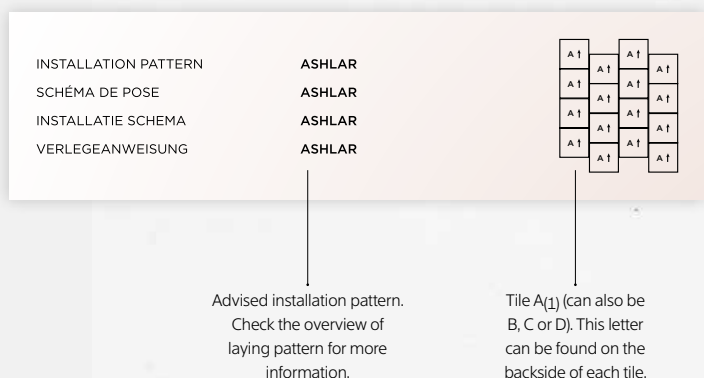 INSTALLATION PATTERN ASHLAR
SCHÉMA DE POSE ASHLAR
INSTALLATIE SCHEMA ASHLAR
VERLEGEANWEISUNG ASHLAR
A↑ A↑
A↑ A↑
A↑ A↑
A↑ A↑
A↑ A↑
A↑ A↑
A↑ A↑
A↑ A↑
Advised installation pattern.
Check the overview of
laying pattern for more
information.
Tile A(1) (can also be
B, C or D). This letter
can be found on the
backside of each tile.